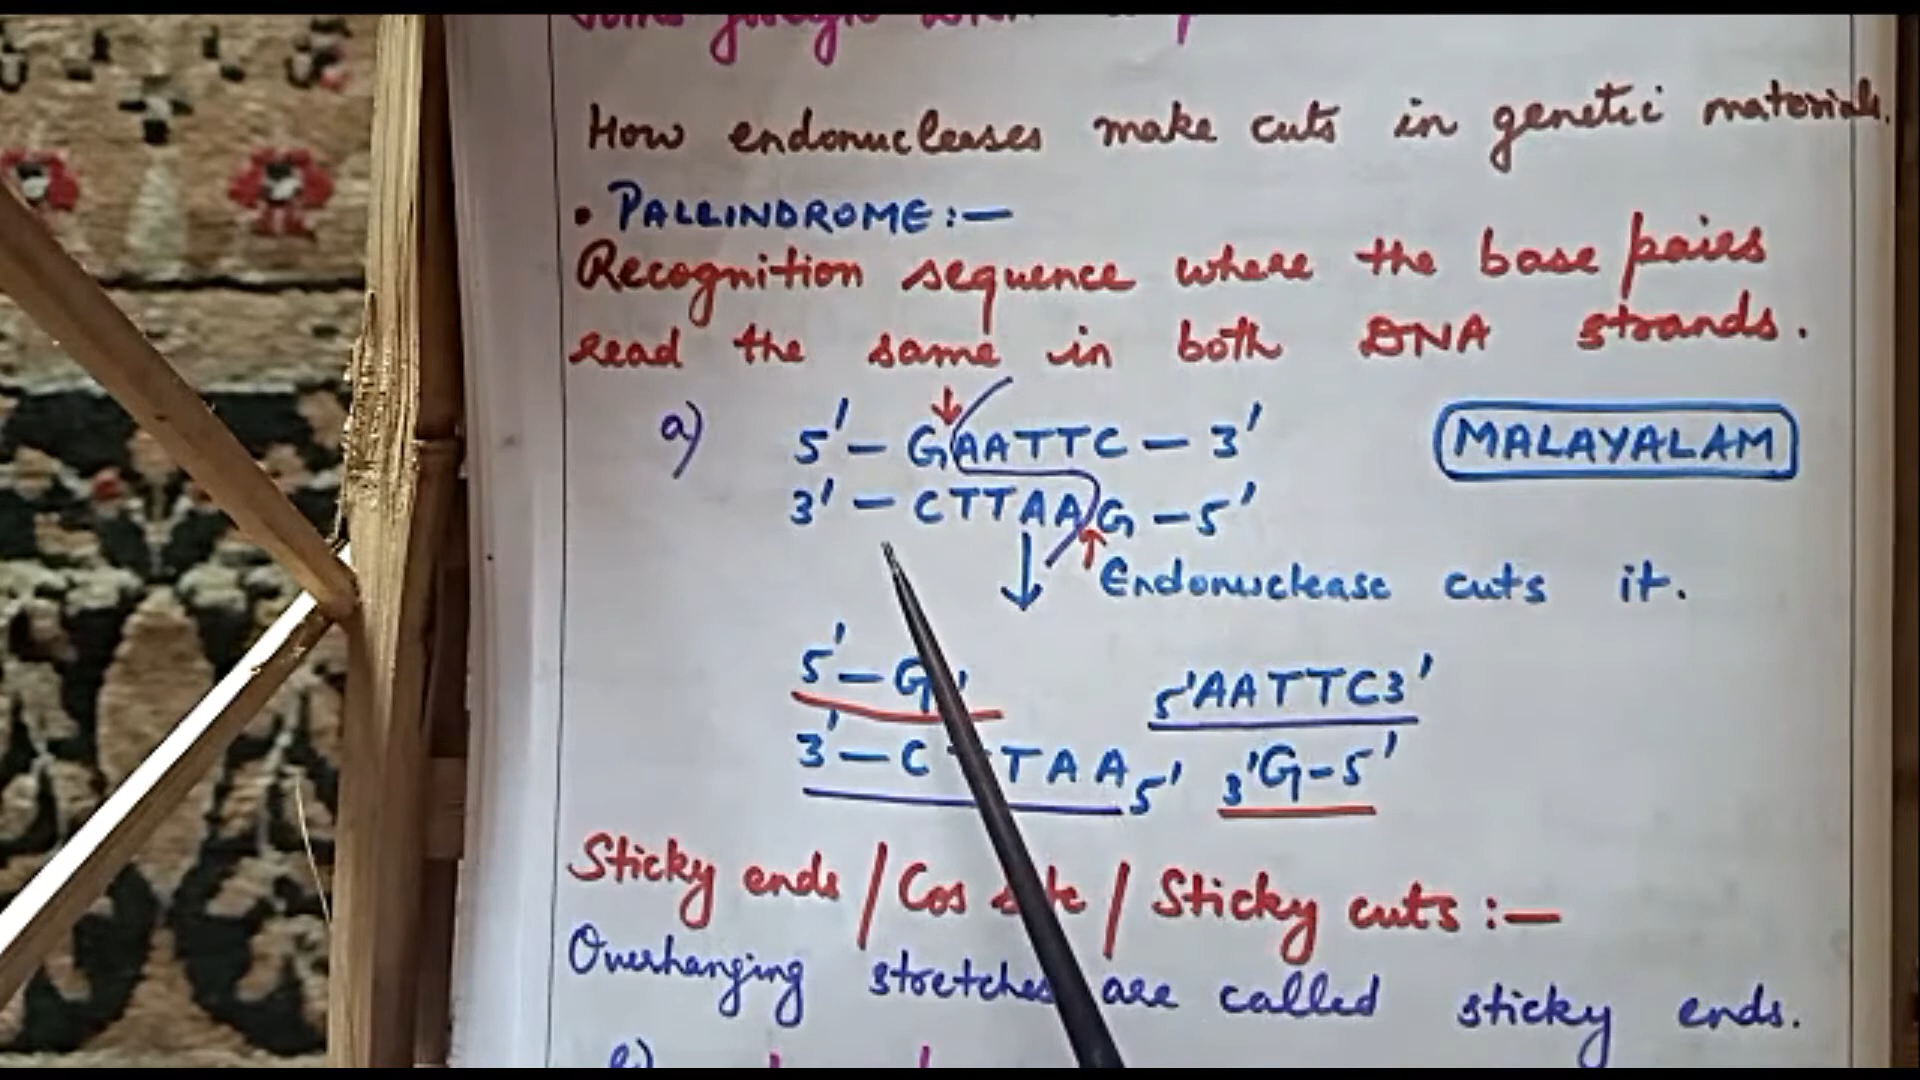 How endonucleases make cuts in genetic materials.
• PALLINDROME:—
Recognition sequence where the base pairs
read the same in both DNA strands.
a) 5'— GAATTC — 3' MALAYALAM
3'— CTTAAG — 5'
Endonuclease cuts it.
5'— G 5'AATTC3'
3'— C TAA5' 3'G-5'
Sticky ends / Cos / Sticky cuts :—
Overhanging stretches are called sticky ends.